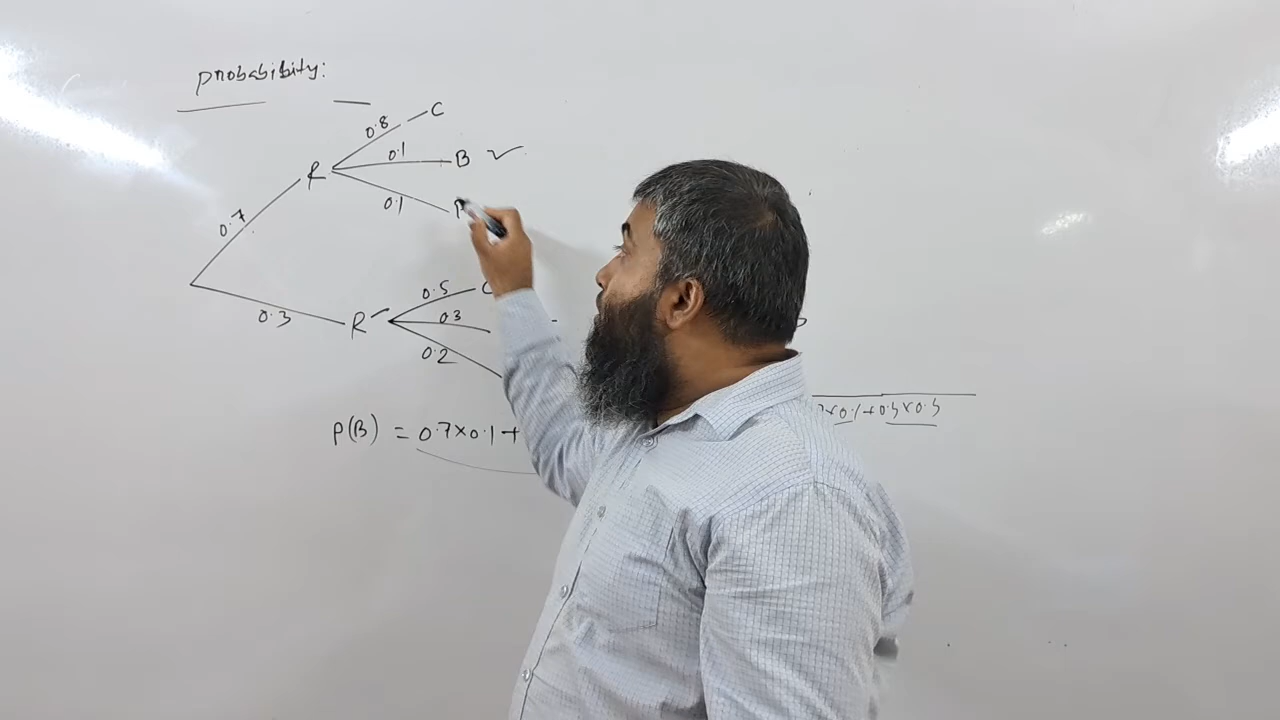 probabibity:
0.8 C
0.1 B ✓
R
0.1 P
0.7
0.5 C
0.3
R
0.3
0.2
×0.1+0.3×0.3
P(B) = 0.7×0.1+